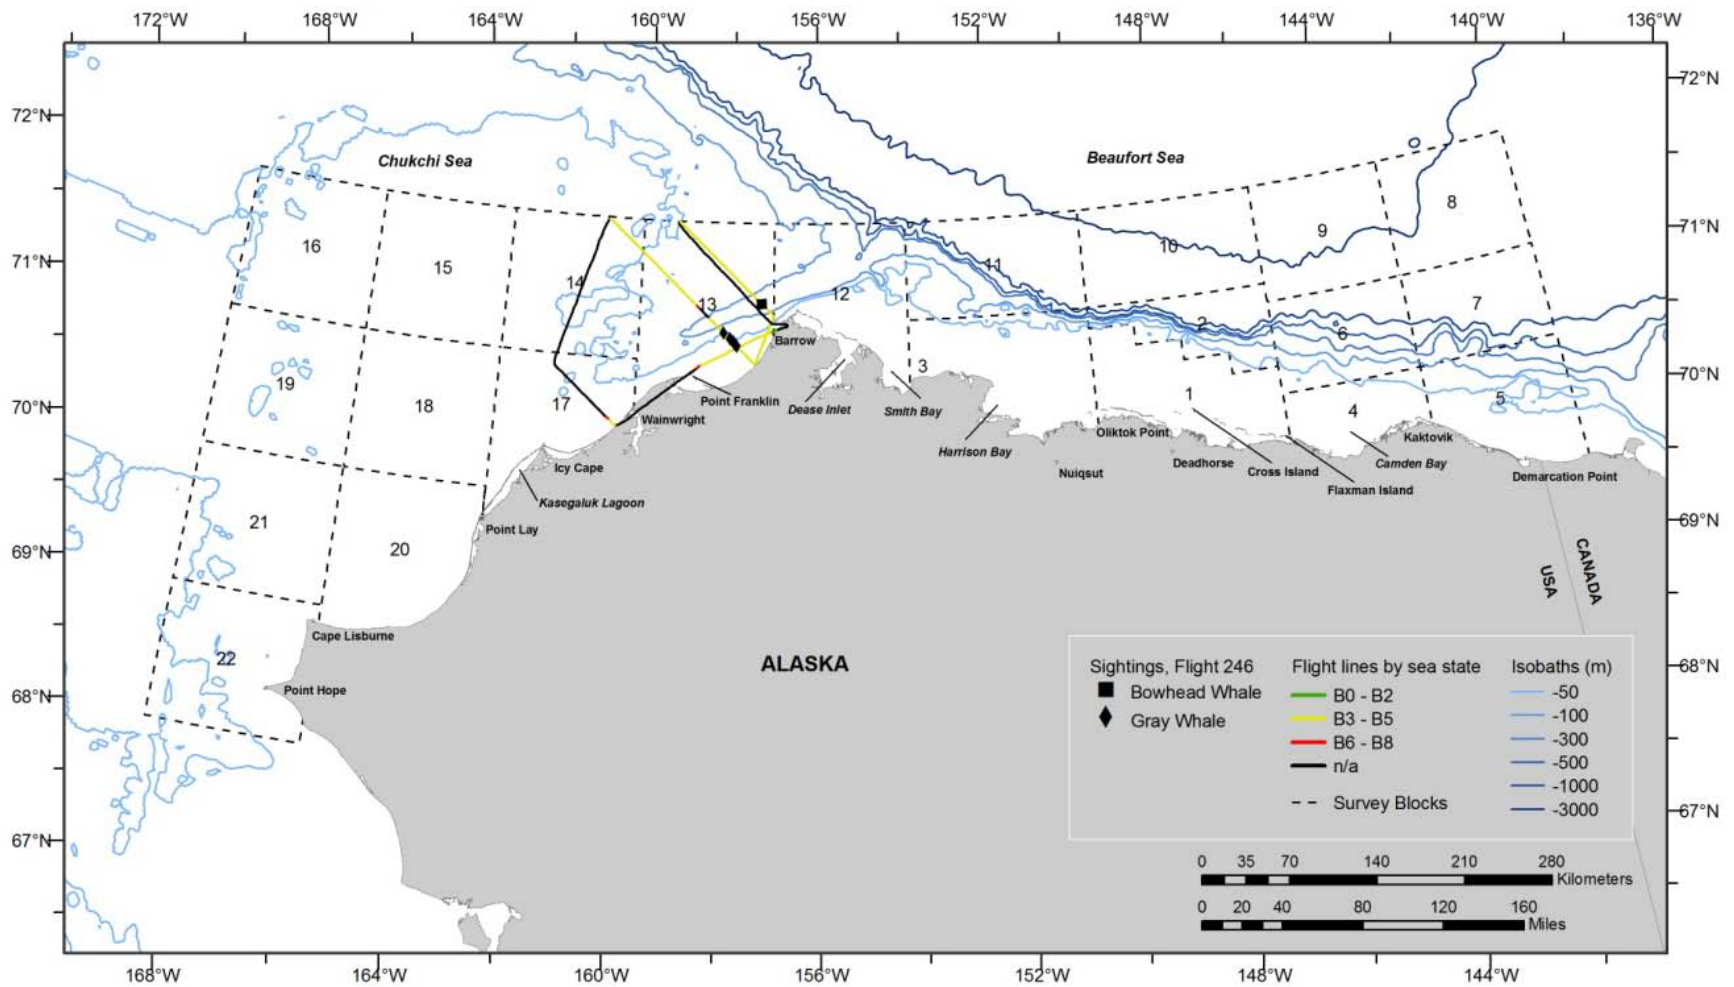 172°W 168°W 164°W 160°W 156°W 152°W 148°W 144°W 140°W 136°W
72°N
72°N
Chukchi Sea
Beaufort Sea
8
9
16
10
71°N
15
11
71°N
14
12
7
13
2
6
Barrow
3
70°N
19
1
5
70°N
18
17
Point Franklin
Dease Inlet
Smith Bay
4
Wainwright
Oliktok Point
Kaktovik
Harrison Bay
Icy Cape
Nuiqsut
Deadhorse
Cross Island
Camden Bay
Demarcation Point
Flaxman Island
Kasegaluk Lagoon
21
Point Lay
69°N
20
69°N
CANADA
USA
Cape Lisburne
22
ALASKA
68°N
Point Hope
68°N
Sightings, Flight 246
Bowhead Whale
Gray Whale
Flight lines by sea state
B0 - B2
B3 - B5
B6 - B8
n/a
Survey Blocks
Isobaths (m)
-50
-100
-300
-500
-1000
-3000
67°N
67°N
0 35 70 140 210 280
Kilometers
0 20 40 80 120 160
Miles
168°W 164°W 160°W 156°W 152°W 148°W 144°W